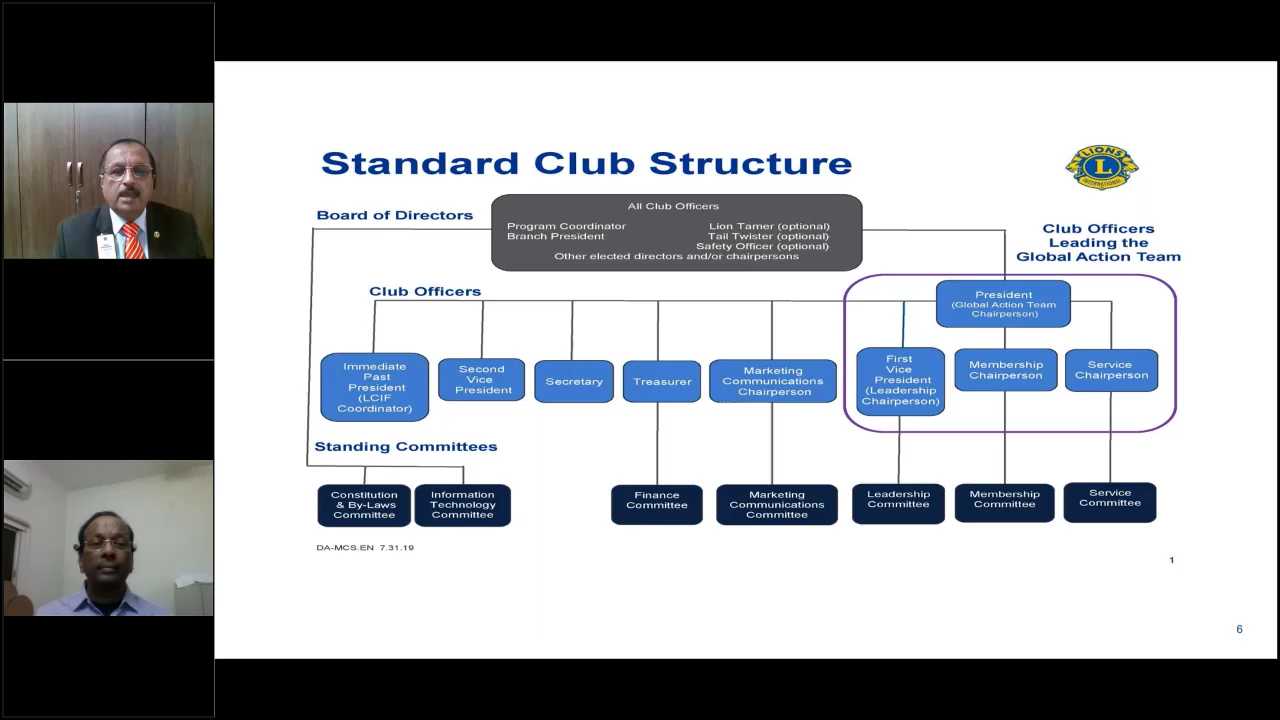 Standard Club Structure
LIONS
L
INTERNATIONAL
Board of Directors
All Club Officers
Program Coordinator
Branch President
Lion Tamer (optional)
Tail Twister (optional)
Safety Officer (optional)
Other elected directors and/or chairpersons
Club Officers
Leading the
Global Action Team
Club Officers
President
(Global Action Team
Chairperson)
Immediate
Past
President
(LCIF
Coordinator)
Second
Vice
President
Secretary
Treasurer
Marketing
Communications
Chairperson
First
Vice
President
(Leadership
Chairperson)
Membership
Chairperson
Service
Chairperson
Standing Committees
Constitution
& By-Laws
Committee
Information
Technology
Committee
Finance
Committee
Marketing
Communications
Committee
Leadership
Committee
Membership
Committee
Service
Committee
DA-MCS.EN 7.31.19
1
6